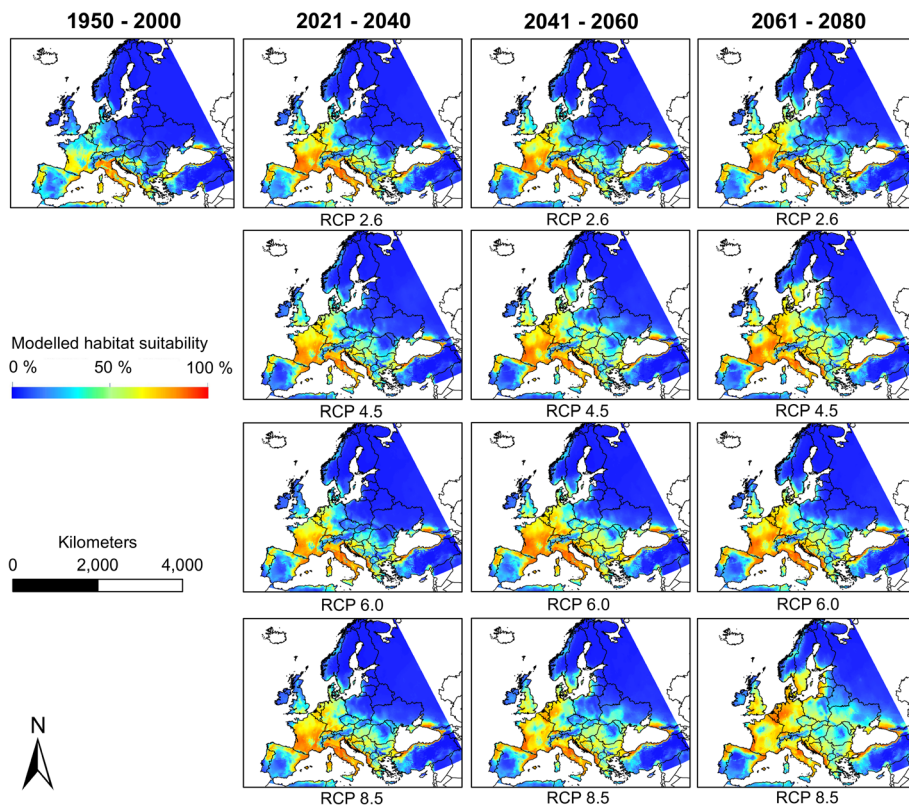 1950 - 2000 2021 - 2040 2041 - 2060 2061 - 2080
RCP 2.6 RCP 2.6 RCP 2.6
Modelled habitat suitability
0 % 50 % 100 %
RCP 4.5 RCP 4.5 RCP 4.5
Kilometers
0 2,000 4,000
RCP 6.0 RCP 6.0 RCP 6.0
N
RCP 8.5 RCP 8.5 RCP 8.5